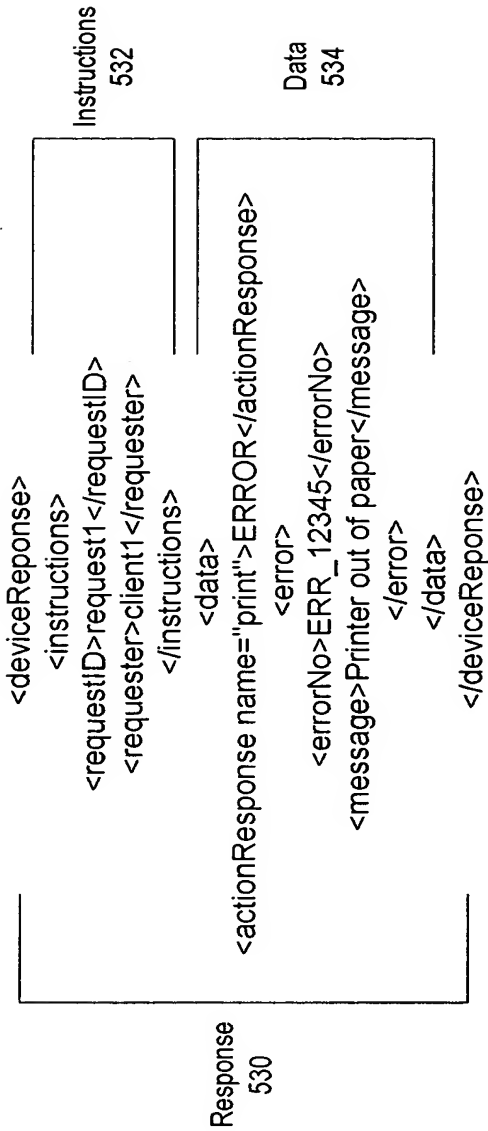 <deviceReponse>
<instructions>
<requestID>request1</requestID>
<requester>client1</requester>
</instructions>
<data>
<actionResponse name="print">ERROR</actionResponse>
<error>
<errorNo>ERR_12345</errorNo>
<message>Printer out of paper</message>
</error>
</data>
</deviceReponse>
Response
530
Instructions
532
Data
534